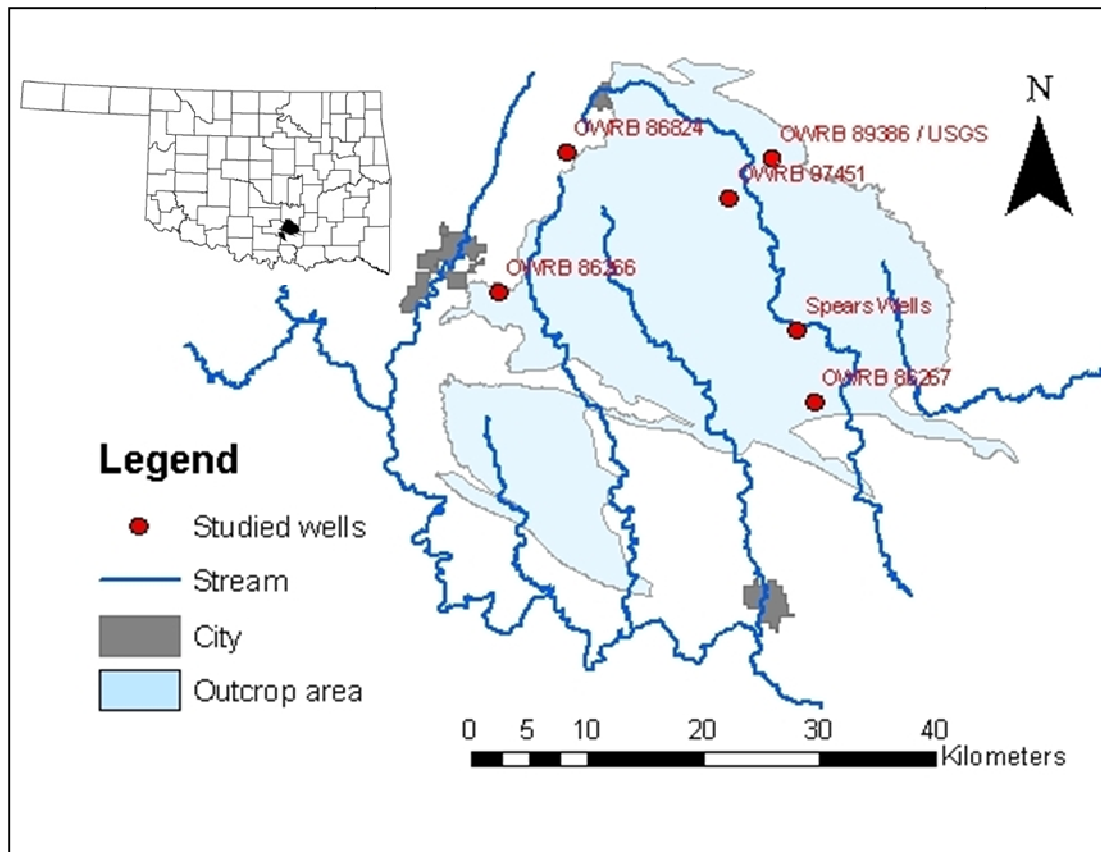 N
OWRB 86824
OWRB 89386 / USGS
OWRB 97451
OWRB 86266
Spears Wells
OWRB 86267
Legend
Studied wells
Stream
City
Outcrop area
0 5 10 20 30 40
Kilometers